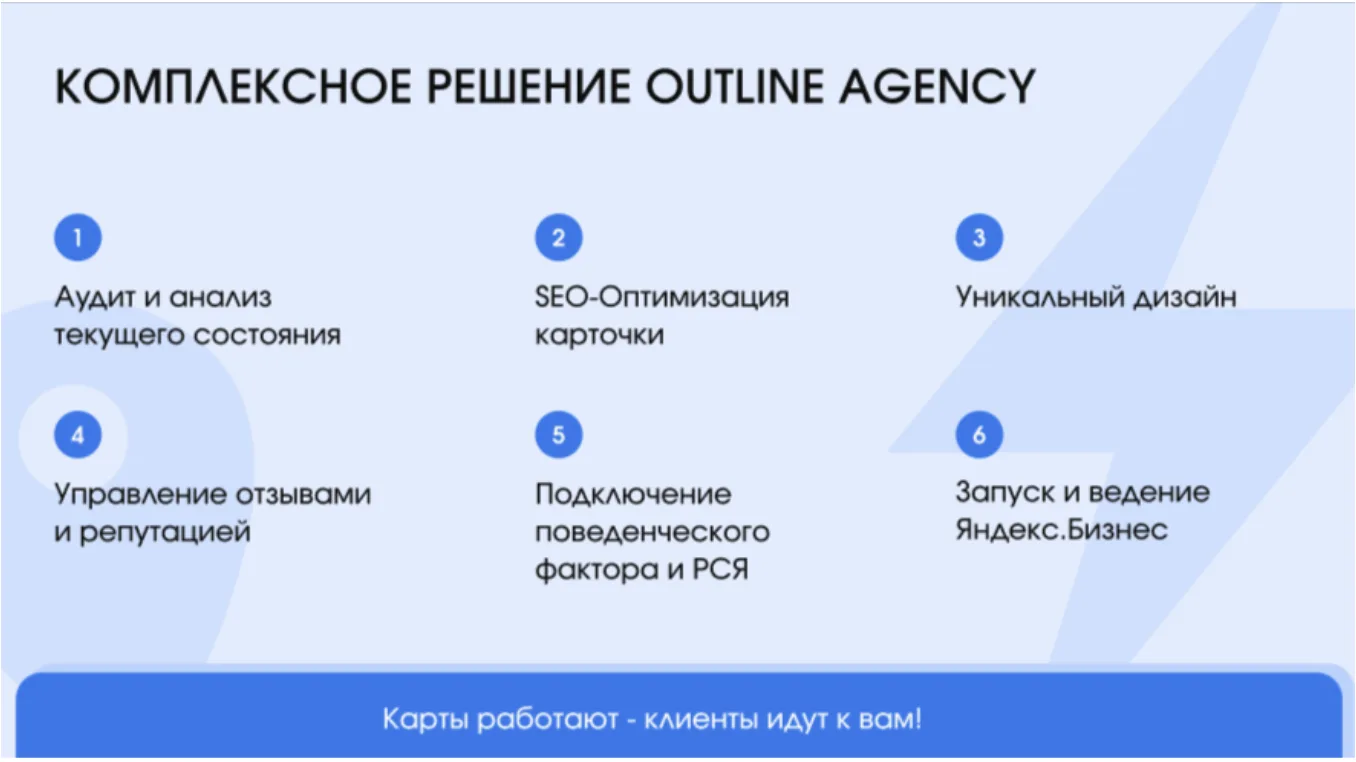 КОМПЛЕКСНОЕ РЕШЕНИЕ OUTLINE AGENCY
1
Аудит и анализ
текущего состояния
2
SEO-Оптимизация
карточки
3
Уникальный дизайн
4
Управление отзывами
и репутацией
5
Подключение
поведенческого
фактора и РСЯ
6
Запуск и ведение
Яндекс.Бизнес
Карты работают - клиенты идут к вам!